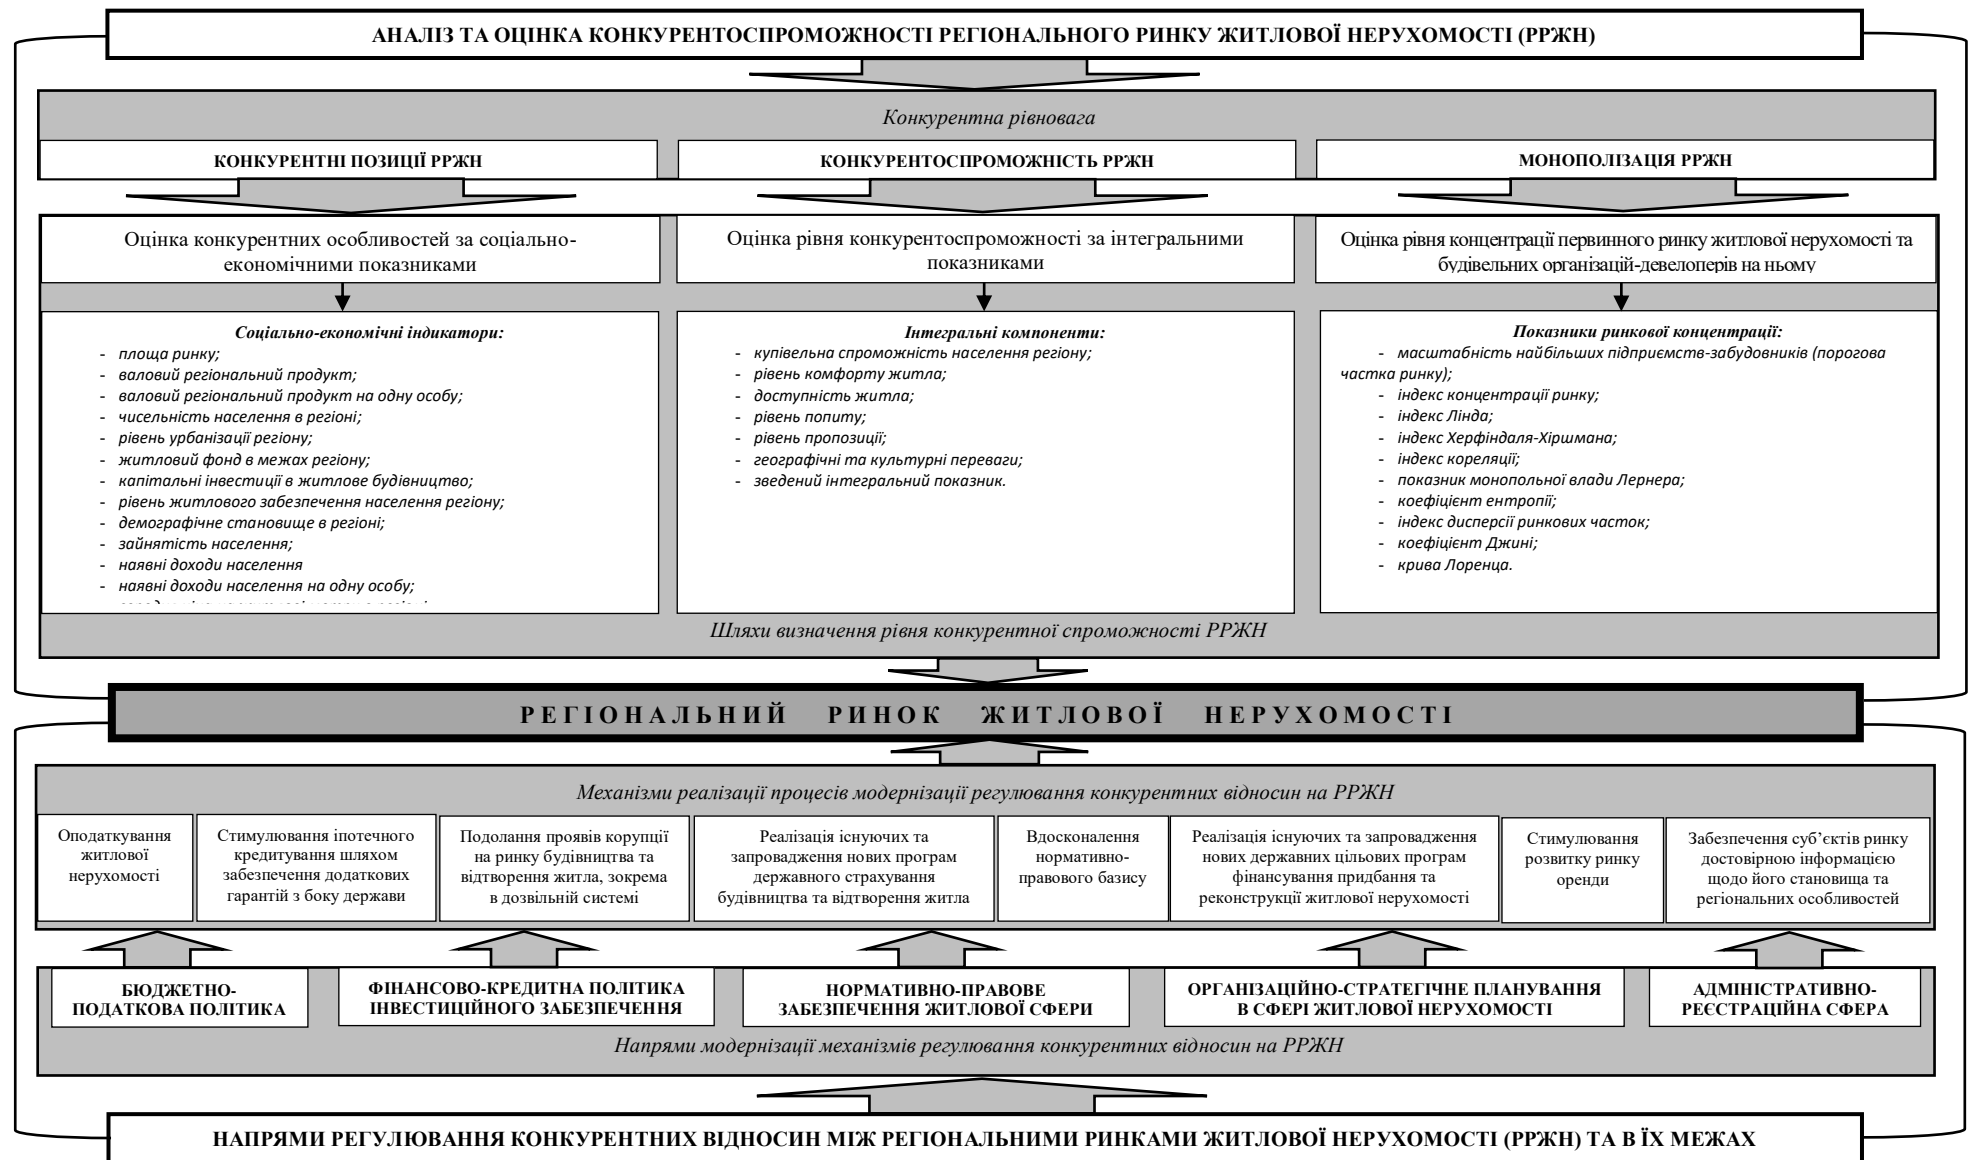 АНАЛІЗ ТА ОЦІНКА КОНКУРЕНТОСПРОМОЖНОСТІ РЕГІОНАЛЬНОГО РИНКУ ЖИТЛОВОЇ НЕРУХОМОСТІ (РРЖН)
Конкурентна рівновага
КОНКУРЕНТНІ ПОЗИЦІЇ РРЖН
КОНКУРЕНТОСПРОМОЖНІСТЬ РРЖН
МОНОПОЛІЗАЦІЯ РРЖН
Оцінка конкурентних особливостей за соціально-
економічними показниками
Оцінка рівня конкурентоспроможності за інтегральними
показниками
Оцінка рівня концентрації первинного ринку житлової нерухомості та
будівельних організацій-девелоперів на ньому
Соціально-економічні індикатори:
- площа ринку;
- валовий регіональний продукт;
- валовий регіональний продукт на одну особу;
- чисельність населення в регіоні;
- рівень урбанізації регіону;
- житловий фонд в межах регіону;
- капітальні інвестиції в житлове будівництво;
- рівень житлового забезпечення населення регіону;
- демографічне становище в регіоні;
- зайнятість населення;
- наявні доходи населення
- наявні доходи населення на одну особу;
Інтегральні компоненти:
- купівельна спроможність населення регіону;
- рівень комфорту житла;
- доступність житла;
- рівень попиту;
- рівень пропозиції;
- географічні та культурні переваги;
- зведений інтегральний показник.
Показники ринкової концентрації:
- масштабність найбільших підприємств-забудовників (порогова
частка ринку);
- індекс концентрації ринку;
- індекс Лінда;
- індекс Херфіндаля-Хіршмана;
- індекс кореляції;
- показник монопольної влади Лернера;
- коефіцієнт ентропії;
- індекс дисперсії ринкових часток;
- коефіцієнт Джині;
- крива Лоренца.
Шляхи визначення рівня конкурентної спроможності РРЖН
РЕГІОНАЛЬНИЙ РИНОК ЖИТЛОВОЇ НЕРУХОМОСТІ
Механізми реалізації процесів модернізації регулювання конкурентних відносин на РРЖН
Оподаткування
житлової
нерухомості
Стимулювання іпотечного
кредитування шляхом
забезпечення додаткових
гарантій з боку держави
Подолання проявів корупції
на ринку будівництва та
відтворення житла, зокрема
в дозвільній системі
Реалізація існуючих та
запровадження нових програм
державного страхування
будівництва та відтворення житла
Вдосконалення
нормативно-
правового базису
Реалізація існуючих та запровадження
нових державних цільових програм
фінансування придбання та
реконструкції житлової нерухомості
Стимулювання
розвитку ринку
оренди
Забезпечення суб’єктів ринку
достовірною інформацією
щодо його становища та
регіональних особливостей
БЮДЖЕТНО-
ПОДАТКОВА ПОЛІТИКА
ФІНАНСОВО-КРЕДИТНА ПОЛІТИКА
ІНВЕСТИЦІЙНОГО ЗАБЕЗПЕЧЕННЯ
НОРМАТИВНО-ПРАВОВЕ
ЗАБЕЗПЕЧЕННЯ ЖИТЛОВОЇ СФЕРИ
ОРГАНІЗАЦІЙНО-СТРАТЕГІЧНЕ ПЛАНУВАННЯ
В СФЕРІ ЖИТЛОВОЇ НЕРУХОМОСТІ
АДМІНІСТРАТИВНО-
РЕЄСТРАЦІЙНА СФЕРА
Напрями модернізації механізмів регулювання конкурентних відносин на РРЖН
НАПРЯМИ РЕГУЛЮВАННЯ КОНКУРЕНТНИХ ВІДНОСИН МІЖ РЕГІОНАЛЬНИМИ РИНКАМИ ЖИТЛОВОЇ НЕРУХОМОСТІ (РРЖН) ТА В ЇХ МЕЖАХ